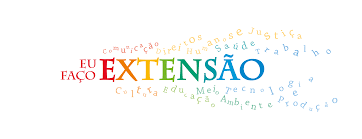 Comunicação Direitos Humanos e Justiça
Saúde Trabalho
EU FAÇO EXTENSÃO
Cultura Educação Meio Ambiente Tecnologia e Produção